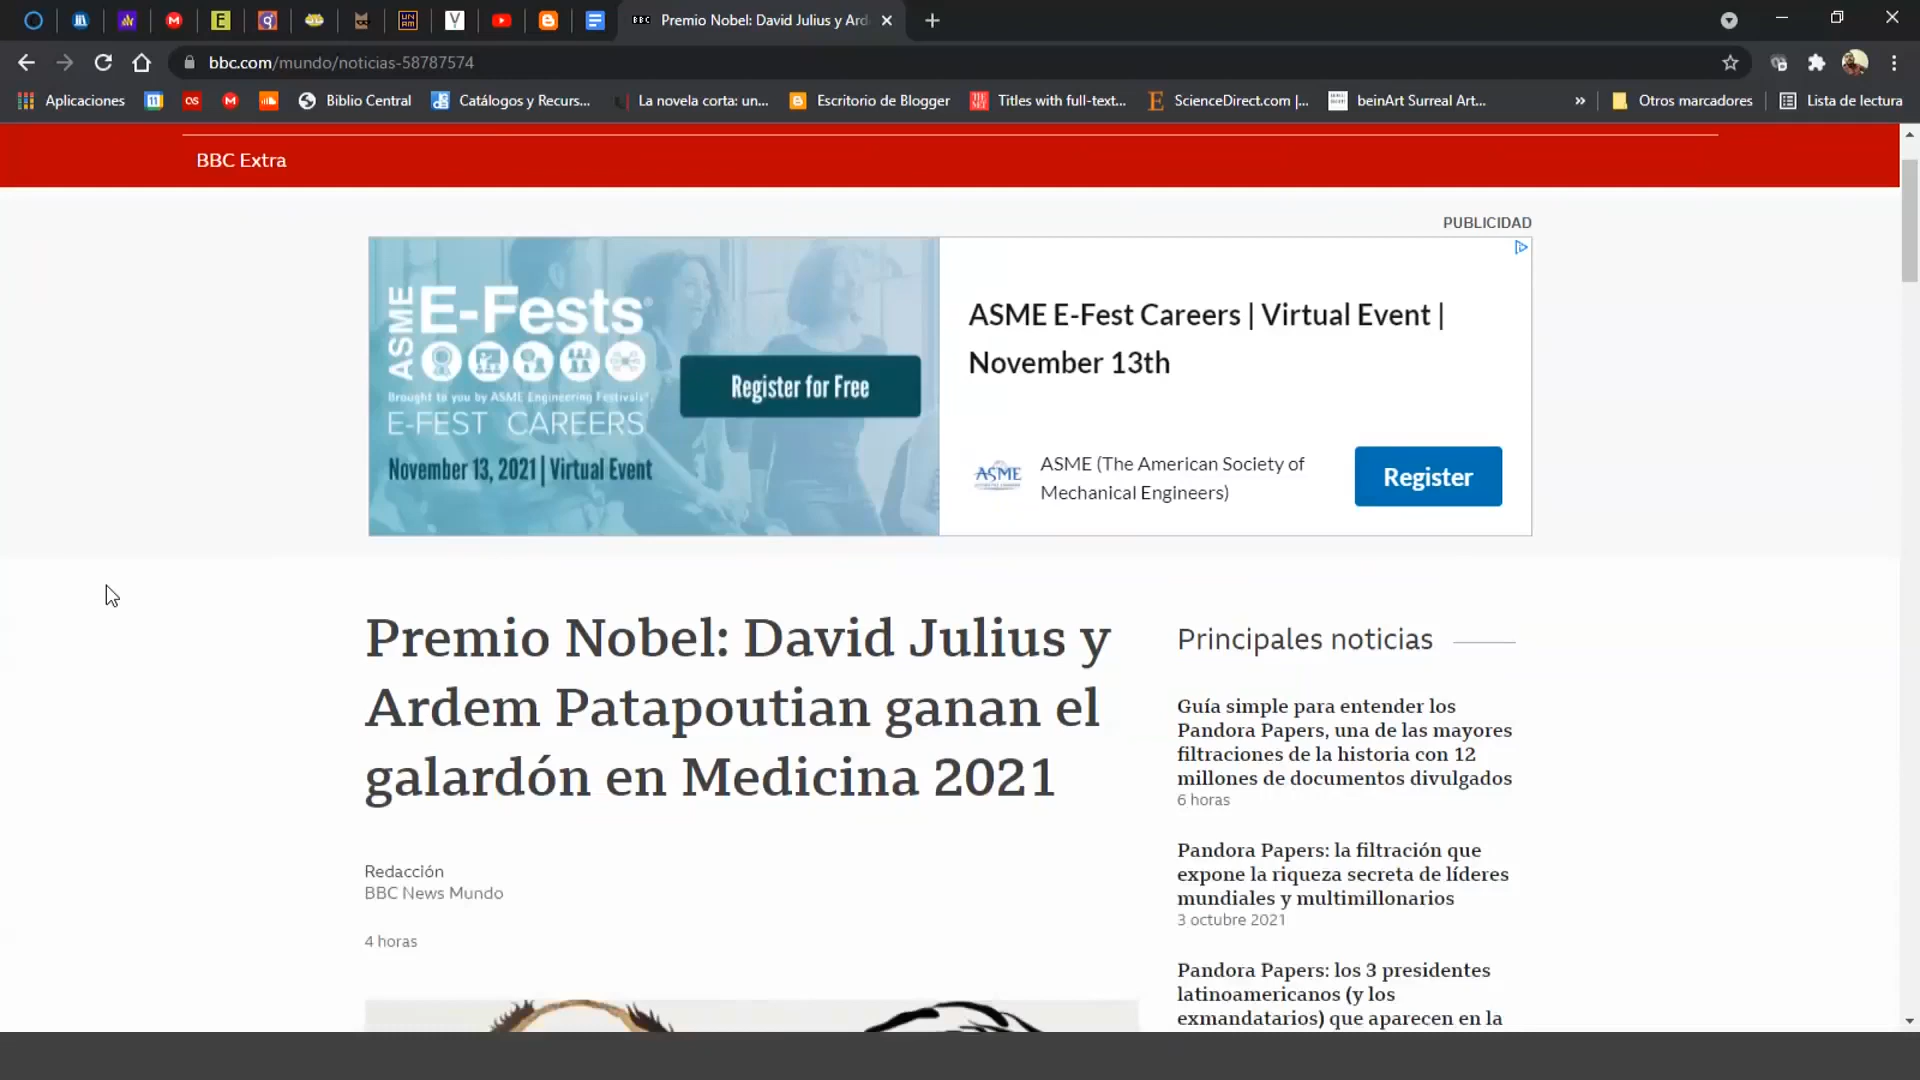 Premio Nobel: David Julius y Ard
bbc.com/mundo/noticias-58787574
Aplicaciones
Biblio Central
Catálogos y Recurs...
La novela corta: un...
Escritorio de Blogger
Titles with full-text...
ScienceDirect.com |...
beinArt Surreal Art...
Otros marcadores
Lista de lectura
BBC Extra
PUBLICIDAD
ASME
E-Fests
Brought to you by ASME Engineering Festivals
E-FEST CAREERS
November 13, 2021 | Virtual Event
Register for Free
ASME E-Fest Careers | Virtual Event |
November 13th
ASME
ASME (The American Society of
Mechanical Engineers)
Register
Premio Nobel: David Julius y
Ardem Patapoutian ganan el
galardón en Medicina 2021
Redacción
BBC News Mundo
4 horas
Principales noticias
Guía simple para entender los
Pandora Papers, una de las mayores
filtraciones de la historia con 12
millones de documentos divulgados
6 horas
Pandora Papers: la filtración que
expone la riqueza secreta de líderes
mundiales y multimillonarios
3 octubre 2021
Pandora Papers: los 3 presidentes
latinoamericanos (y los
exmandatarios) que aparecen en la